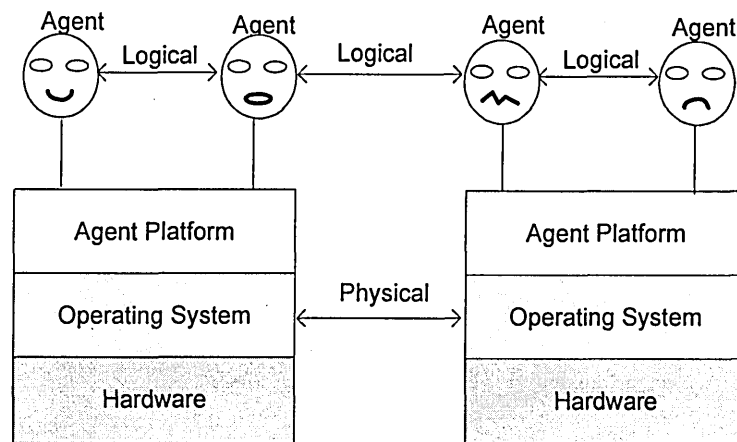 Agent
Agent
Agent
Agent
Logical
Logical
Logical
Agent Platform
Agent Platform
Physical
Operating System
Operating System
Hardware
Hardware